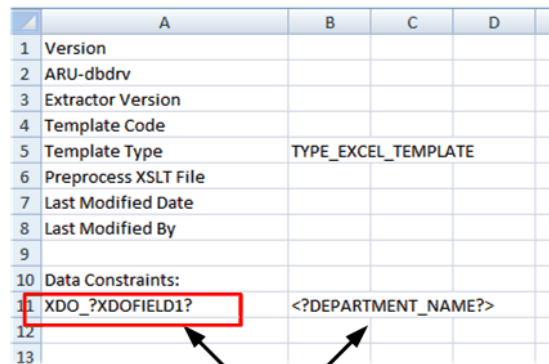 A B C D
1 Version
2 ARU-dbdrv
3 Extractor Version
4 Template Code
5 Template Type TYPE_EXCEL_TEMPLATE
6 Preprocess XSLT File
7 Last Modified Date
8 Last Modified By
9
10 Data Constraints:
11 XDO_?XDOFIELD1? <?DEPARTMENT_NAME?>
12
13